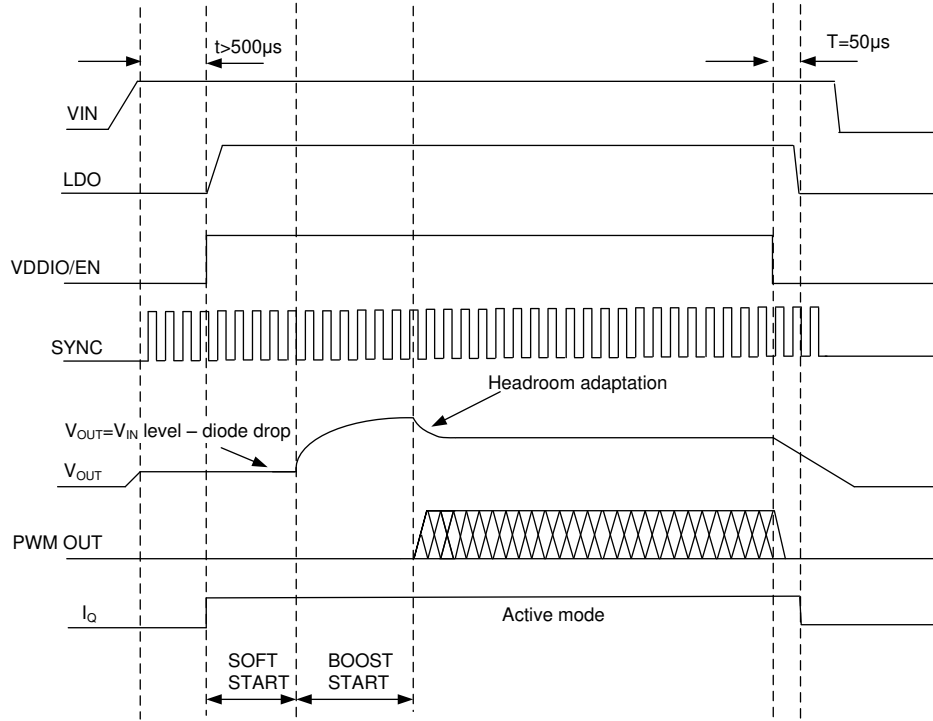 t>500µs
T=50µs
VIN
LDO
VDDIO/EN
SYNC
Headroom adaptation
VOUT=VIN level – diode drop
VOUT
PWM OUT
IQ
Active mode
SOFT
START
BOOST
START